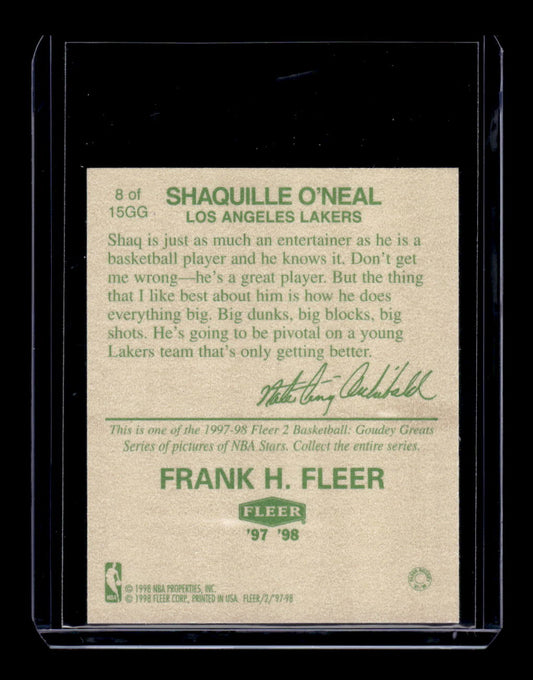 8 of
15GG
SHAQUILLE O'NEAL
LOS ANGELES LAKERS
Shaq is just as much an entertainer as he is a
basketball player and he knows it. Don't get
me wrong—he's a great player. But the thing
that I like best about him is how he does
everything big. Big dunks, big blocks, big
shots. He's going to be pivotal on a young
Lakers team that's only getting better.
Nate Tiny Archibald
This is one of the 1997-98 Fleer 2 Basketball: Goudey Greats
Series of pictures of NBA Stars. Collect the entire series.
FRANK H. FLEER
FLEER
'97 '98
© 1998 NBA PROPERTIES, INC.
© 1998 FLEER CORP., PRINTED IN USA. FLEER/2/'97-98